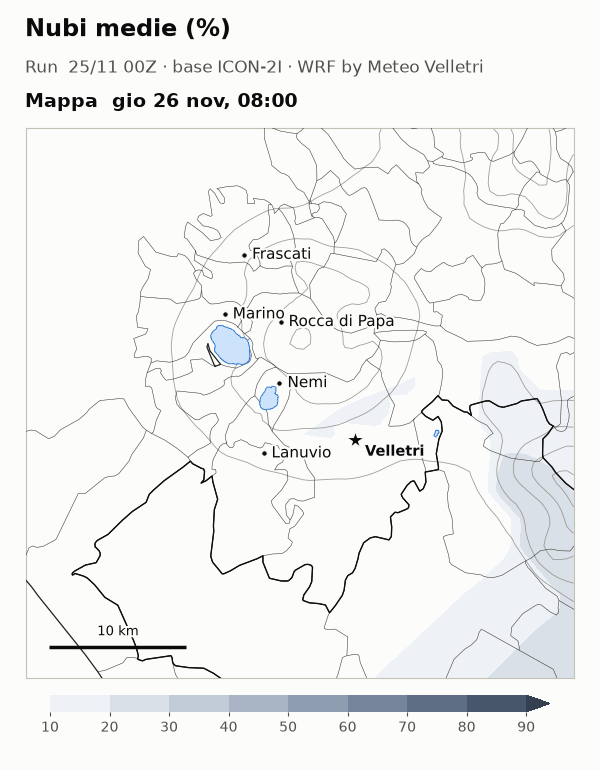 Nubi medie (%)
Run 25/11 00Z · base ICON-2I · WRF by Meteo Velletri
Mappa gio 26 nov, 08:00
Frascati
Marino
Rocca di Papa
Nemi
Velletri
Lanuvio
10 km
10 20 30 40 50 60 70 80 90